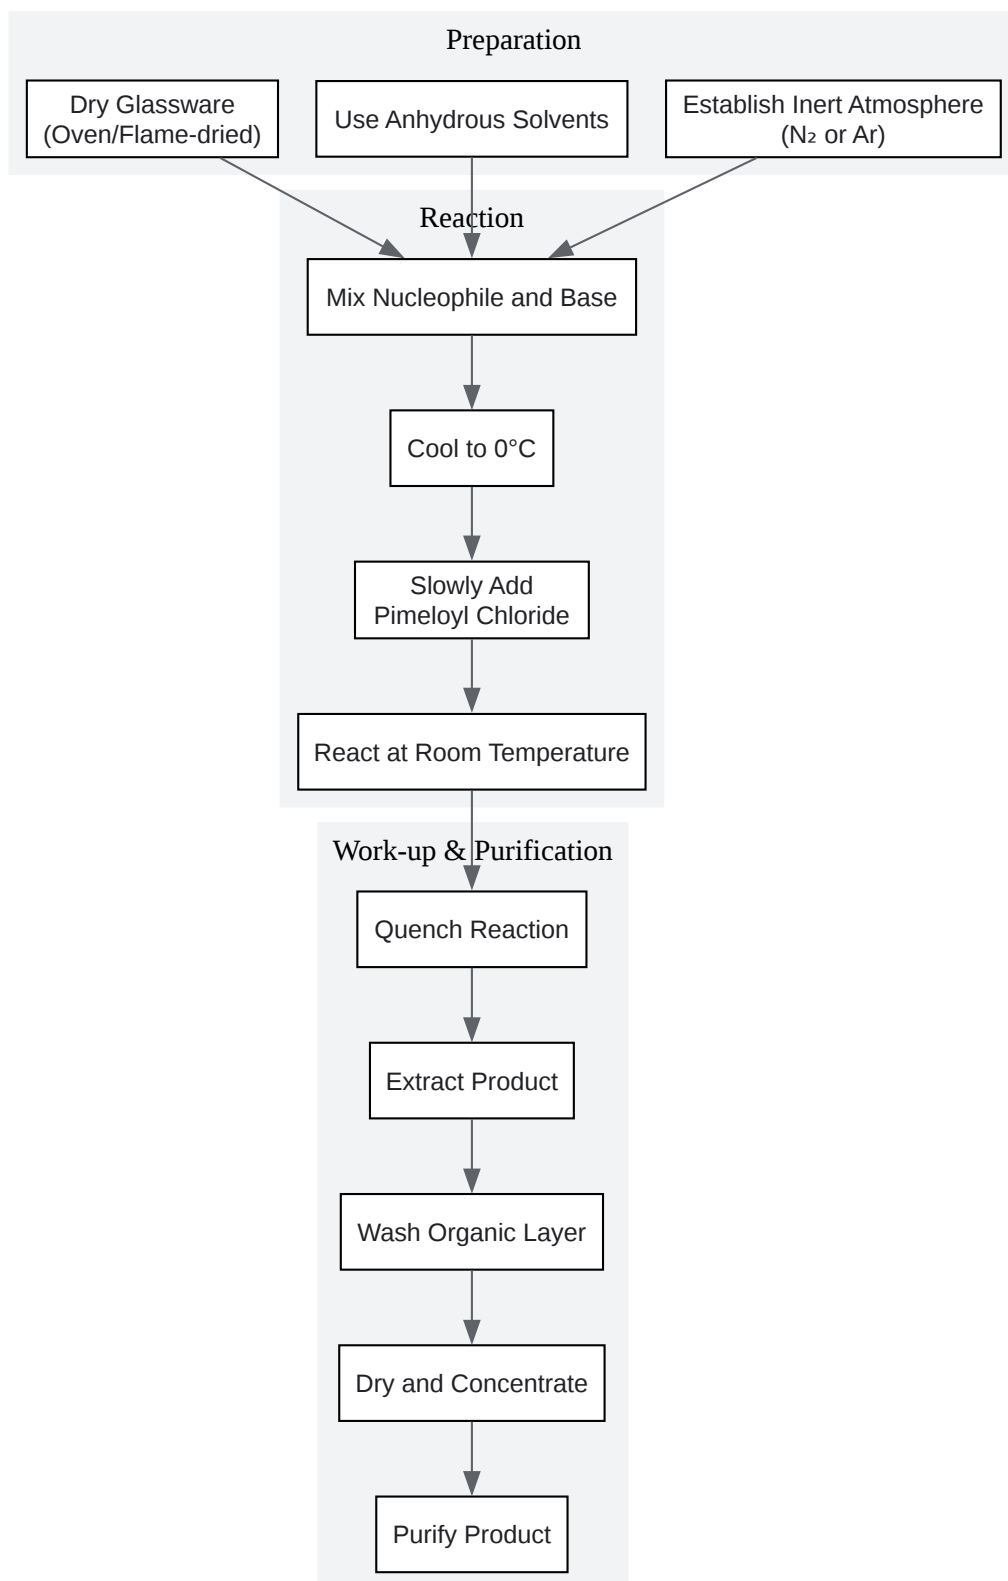 Preparation
Dry Glassware
(Oven/Flame-dried)
Use Anhydrous Solvents
Establish Inert Atmosphere
(N₂ or Ar)
Reaction
Mix Nucleophile and Base
Cool to 0°C
Slowly Add
Pimeloyl Chloride
React at Room Temperature
Work-up & Purification
Quench Reaction
Extract Product
Wash Organic Layer
Dry and Concentrate
Purify Product